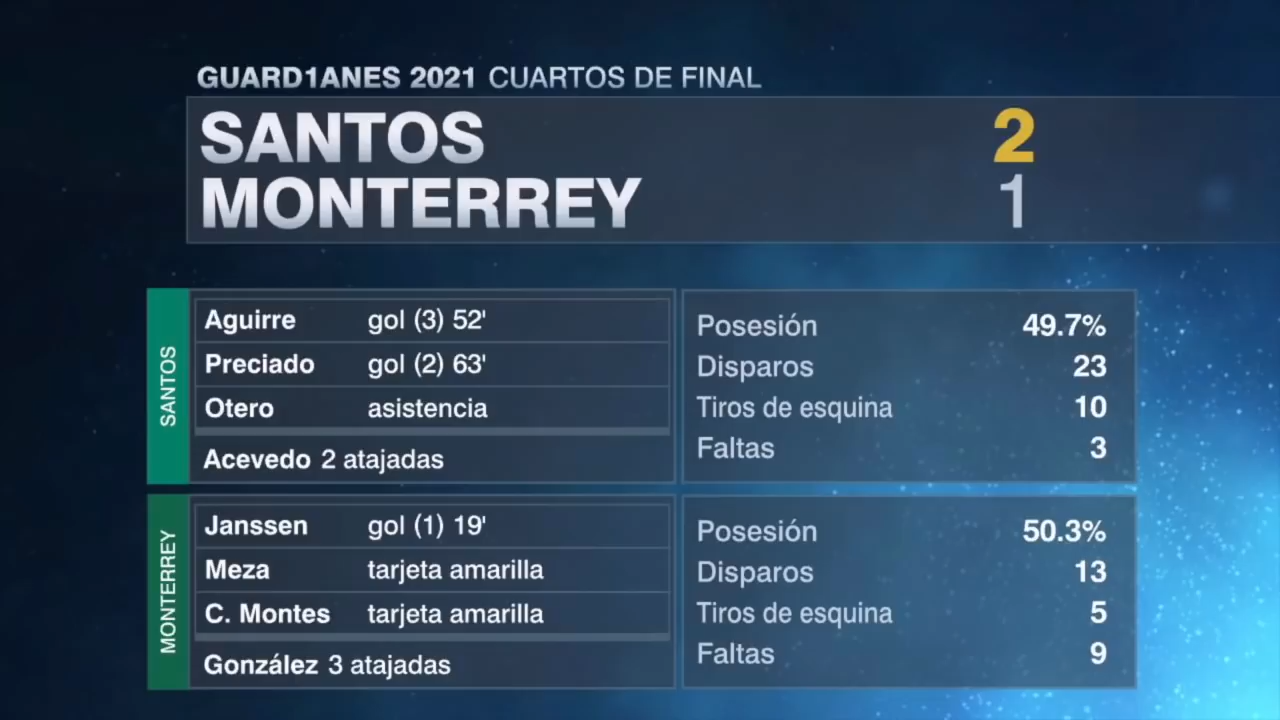 GUARD1ANES 2021 CUARTOS DE FINAL
SANTOS 2
MONTERREY 1
SANTOS
Aguirre gol (3) 52'
Preciado gol (2) 63'
Otero asistencia
Acevedo 2 atajadas
Posesión 49.7%
Disparos 23
Tiros de esquina 10
Faltas 3
MONTERREY
Janssen gol (1) 19'
Meza tarjeta amarilla
C. Montes tarjeta amarilla
González 3 atajadas
Posesión 50.3%
Disparos 13
Tiros de esquina 5
Faltas 9